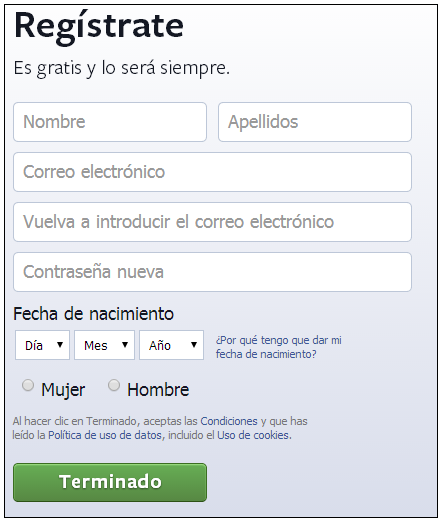 Regístrate
Es gratis y lo será siempre.
Nombre Apellidos
Correo electrónico
Vuelva a introducir el correo electrónico
Contraseña nueva
Fecha de nacimiento
Día Mes Año ¿Por qué tengo que dar mi
fecha de nacimiento?
Mujer Hombre
Al hacer clic en Terminado, aceptas las Condiciones y que has
leído la Política de uso de datos, incluido el Uso de cookies.
Terminado